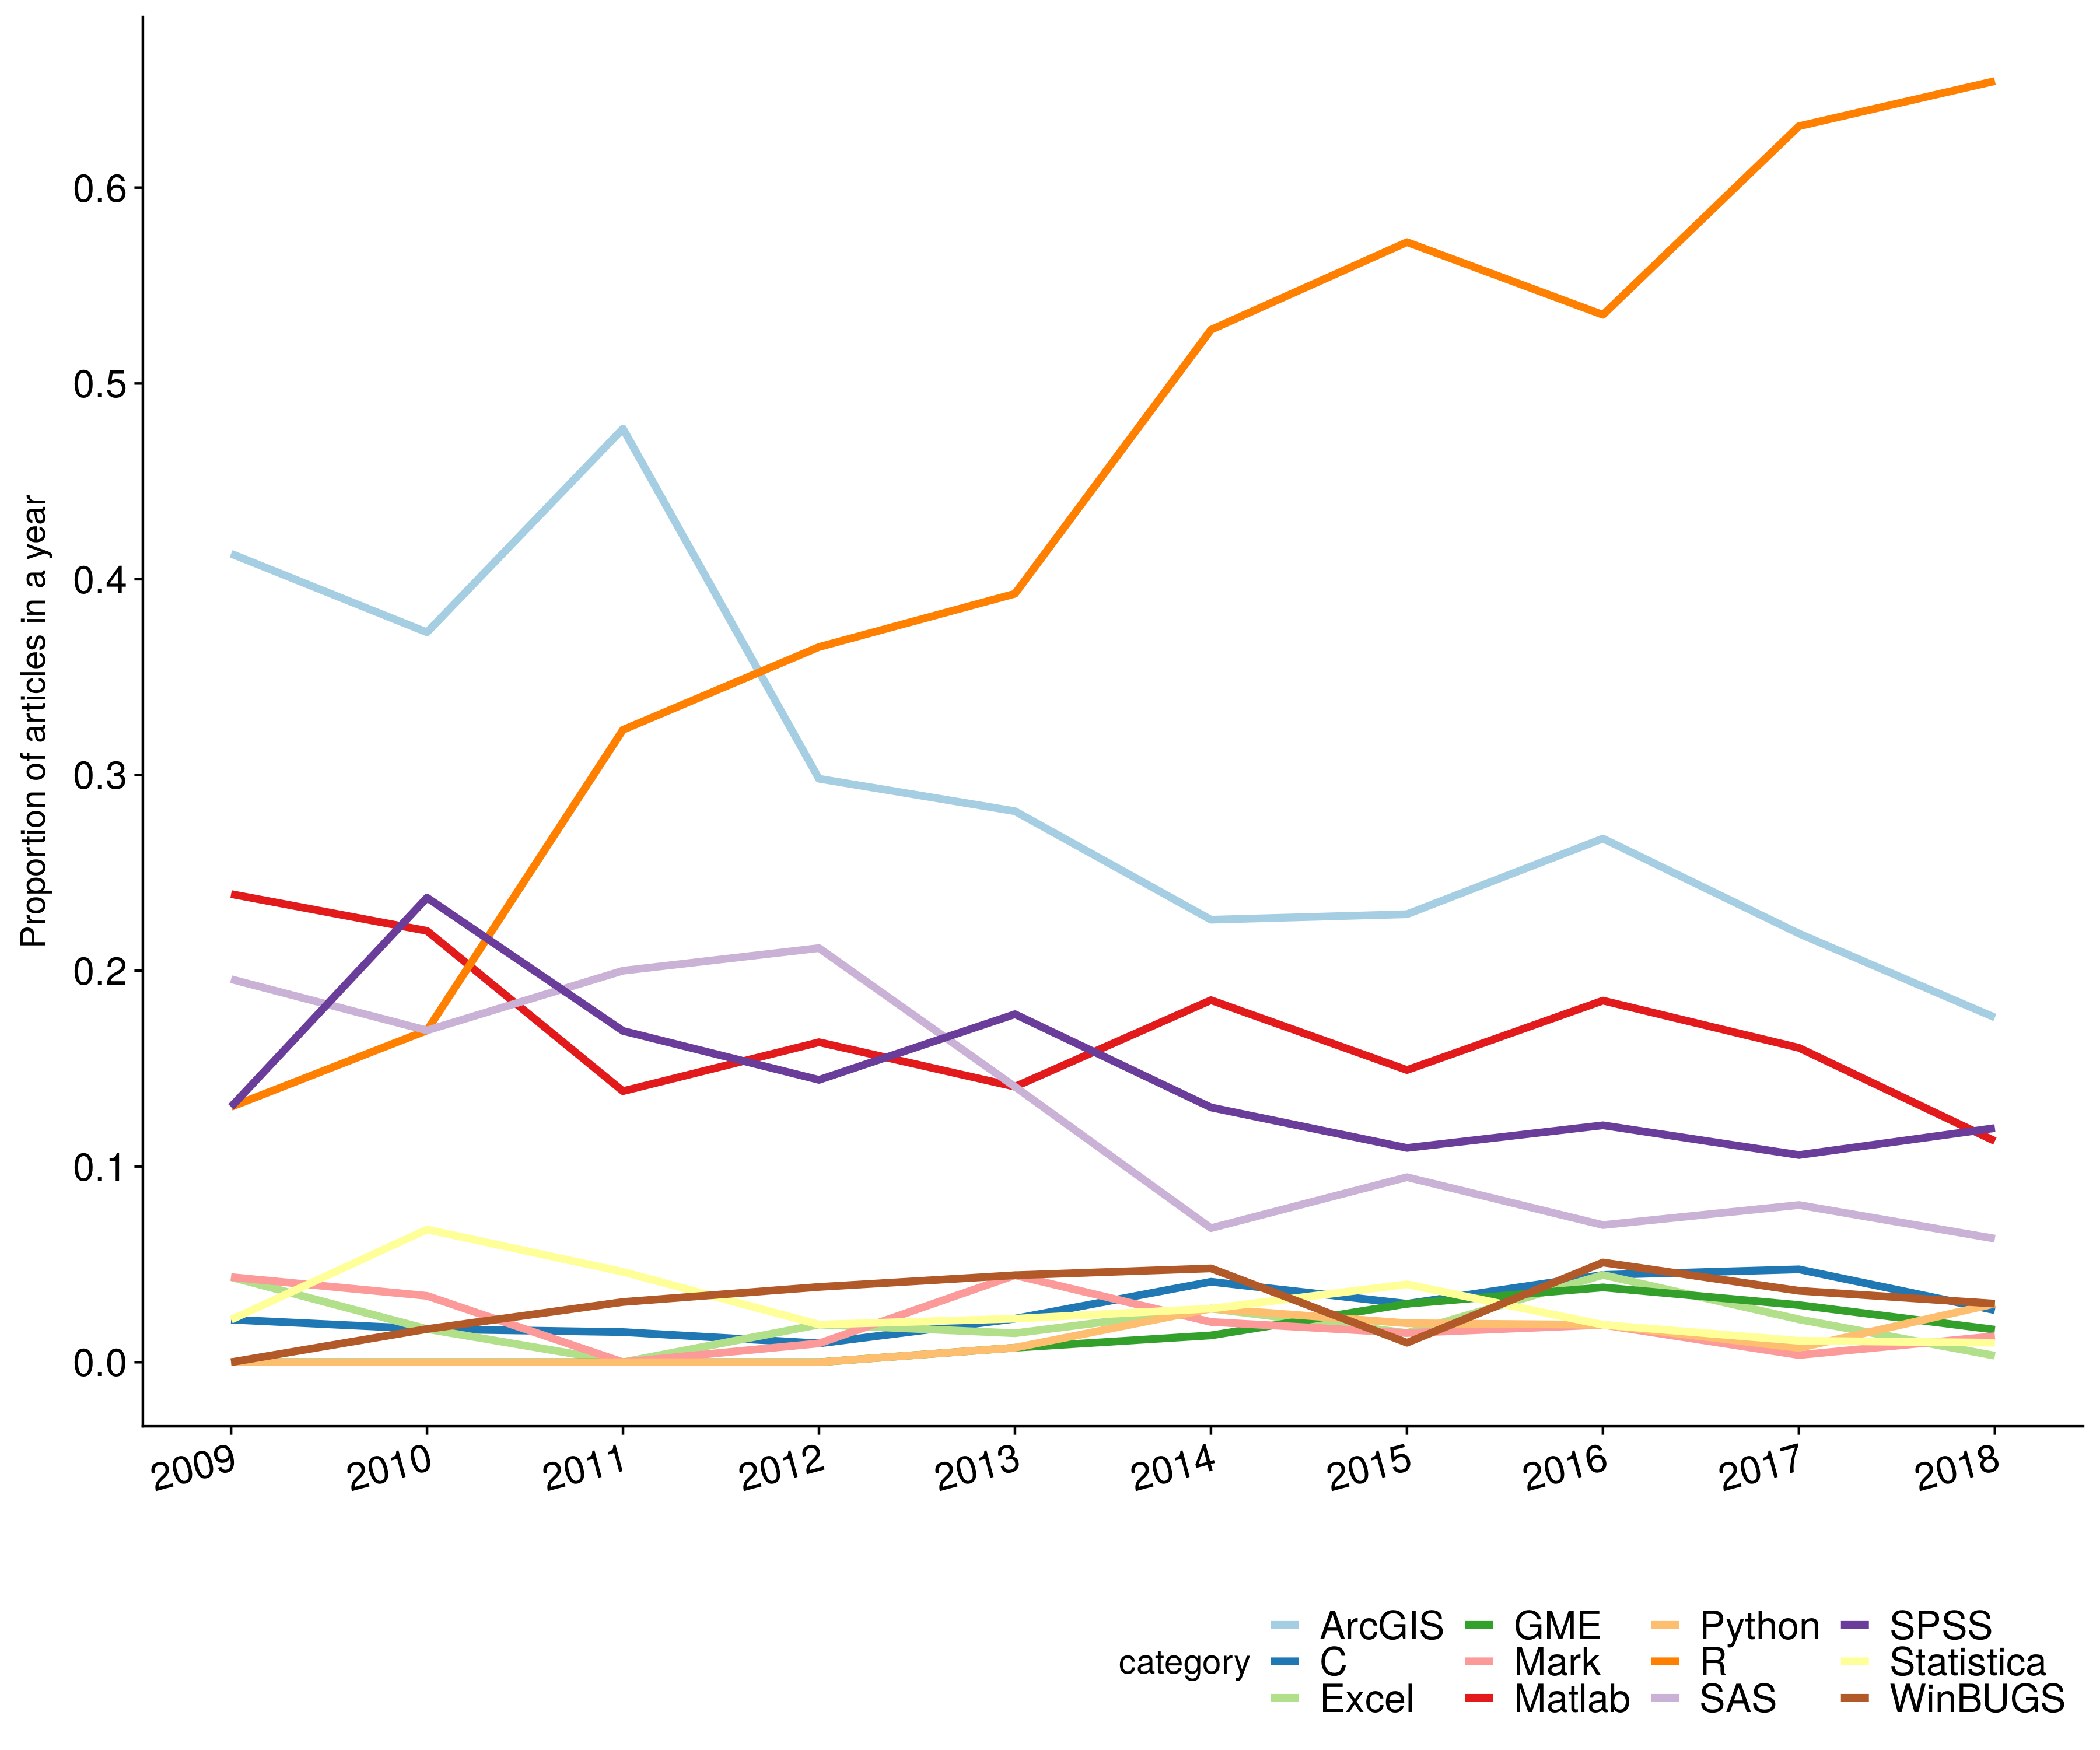 Proportion of articles in a year
0.6
0.5
0.4
0.3
0.2
0.1
0.0
2009 2010 2011 2012 2013 2014 2015 2016 2017 2018
category
ArcGIS GME Python SPSS
C Mark R Statistica
Excel Matlab SAS WinBUGS